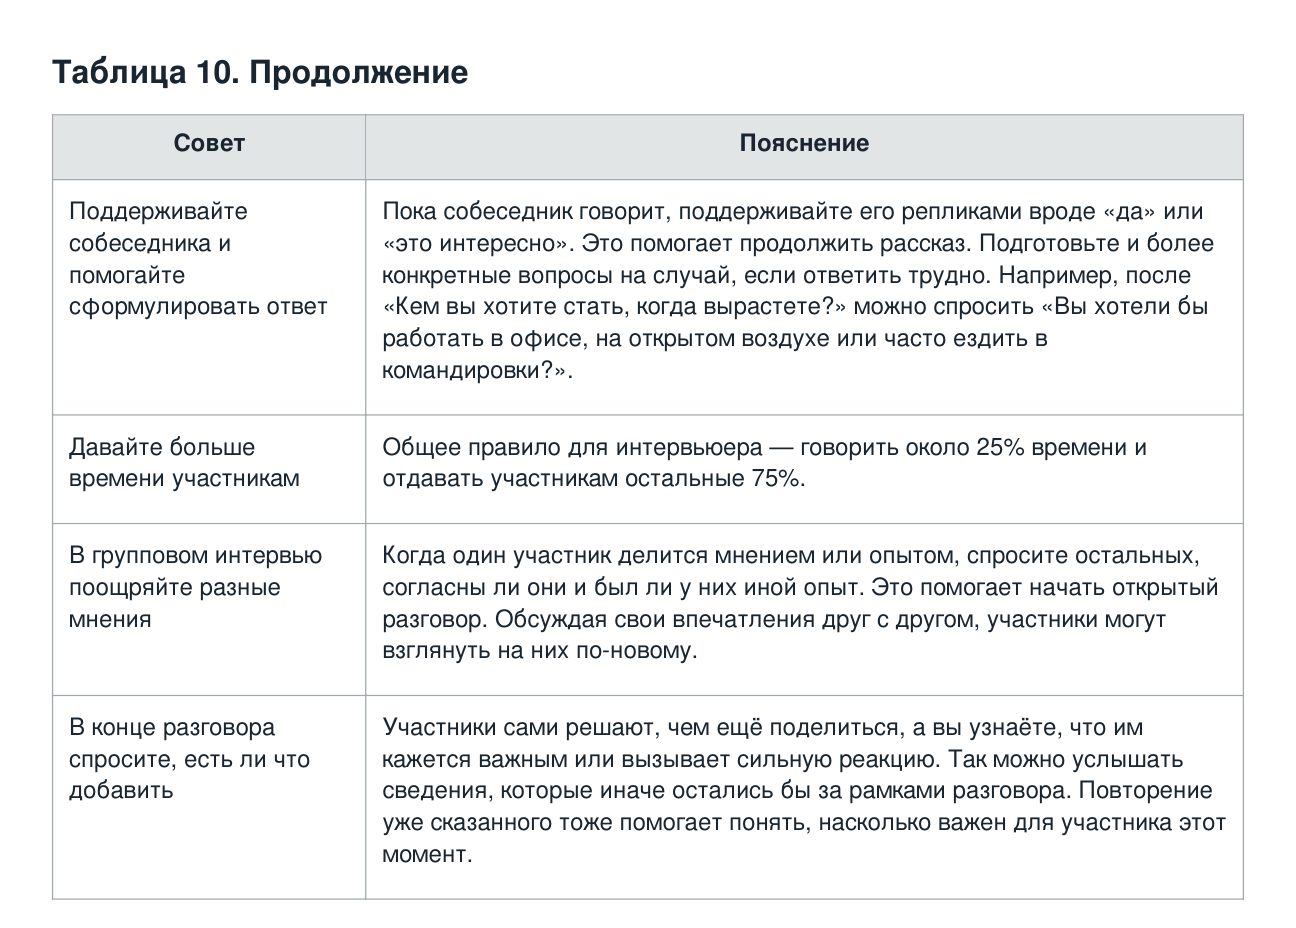 Таблица 10. Продолжение
Совет
Пояснение
Поддерживайте
собеседника и
помогайте
сформулировать ответ
Пока собеседник говорит, поддерживайте его репликами вроде «да» или
«это интересно». Это помогает продолжить рассказ. Подготовьте и более
конкретные вопросы на случай, если ответить трудно. Например, после
«Кем вы хотите стать, когда вырастете?» можно спросить «Вы хотели бы
работать в офисе, на открытом воздухе или часто ездить в
командировки?».
Давайте больше
времени участникам
Общее правило для интервьюера — говорить около 25% времени и
отдавать участникам остальные 75%.
В групповом интервью
поощряйте разные
мнения
Когда один участник делится мнением или опытом, спросите остальных,
согласны ли они и был ли у них иной опыт. Это помогает начать открытый
разговор. Обсуждая свои впечатления друг с другом, участники могут
взглянуть на них по-новому.
В конце разговора
спросите, есть ли что
добавить
Участники сами решают, чем ещё поделиться, а вы узнаёте, что им
кажется важным или вызывает сильную реакцию. Так можно услышать
сведения, которые иначе остались бы за рамками разговора. Повторение
уже сказанного тоже помогает понять, насколько важен для участника этот
момент.